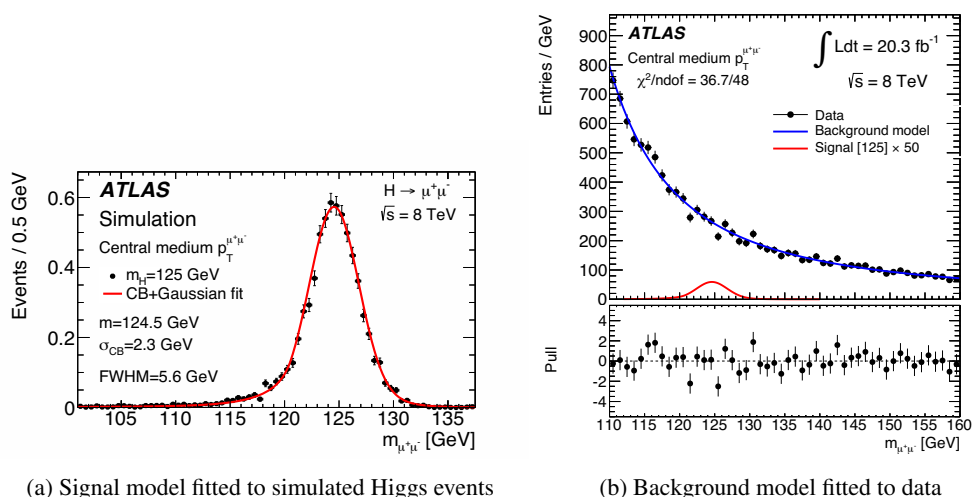 ATLAS
Simulation
Central medium p_T^{μ⁺μ⁻}
m_H=125 GeV
CB+Gaussian fit
m=124.5 GeV
σ_CB=2.3 GeV
FWHM=5.6 GeV
H → μ⁺μ⁻
√s = 8 TeV
Events / 0.5 GeV
0.6
0.4
0.2
0
105 110 115 120 125 130 135
m_{μ⁺μ⁻} [GeV]
(a) Signal model fitted to simulated Higgs events
ATLAS
Central medium p_T^{μ⁺μ⁻}
χ²/ndof = 36.7/48
∫ Ldt = 20.3 fb⁻¹
√s = 8 TeV
Data
Background model
Signal [125] × 50
Entries / GeV
900
800
700
600
500
400
300
200
100
0
Pull
4
2
0
-2
-4
110 115 120 125 130 135 140 145 150 155 160
m_{μ⁺μ⁻} [GeV]
(b) Background model fitted to data